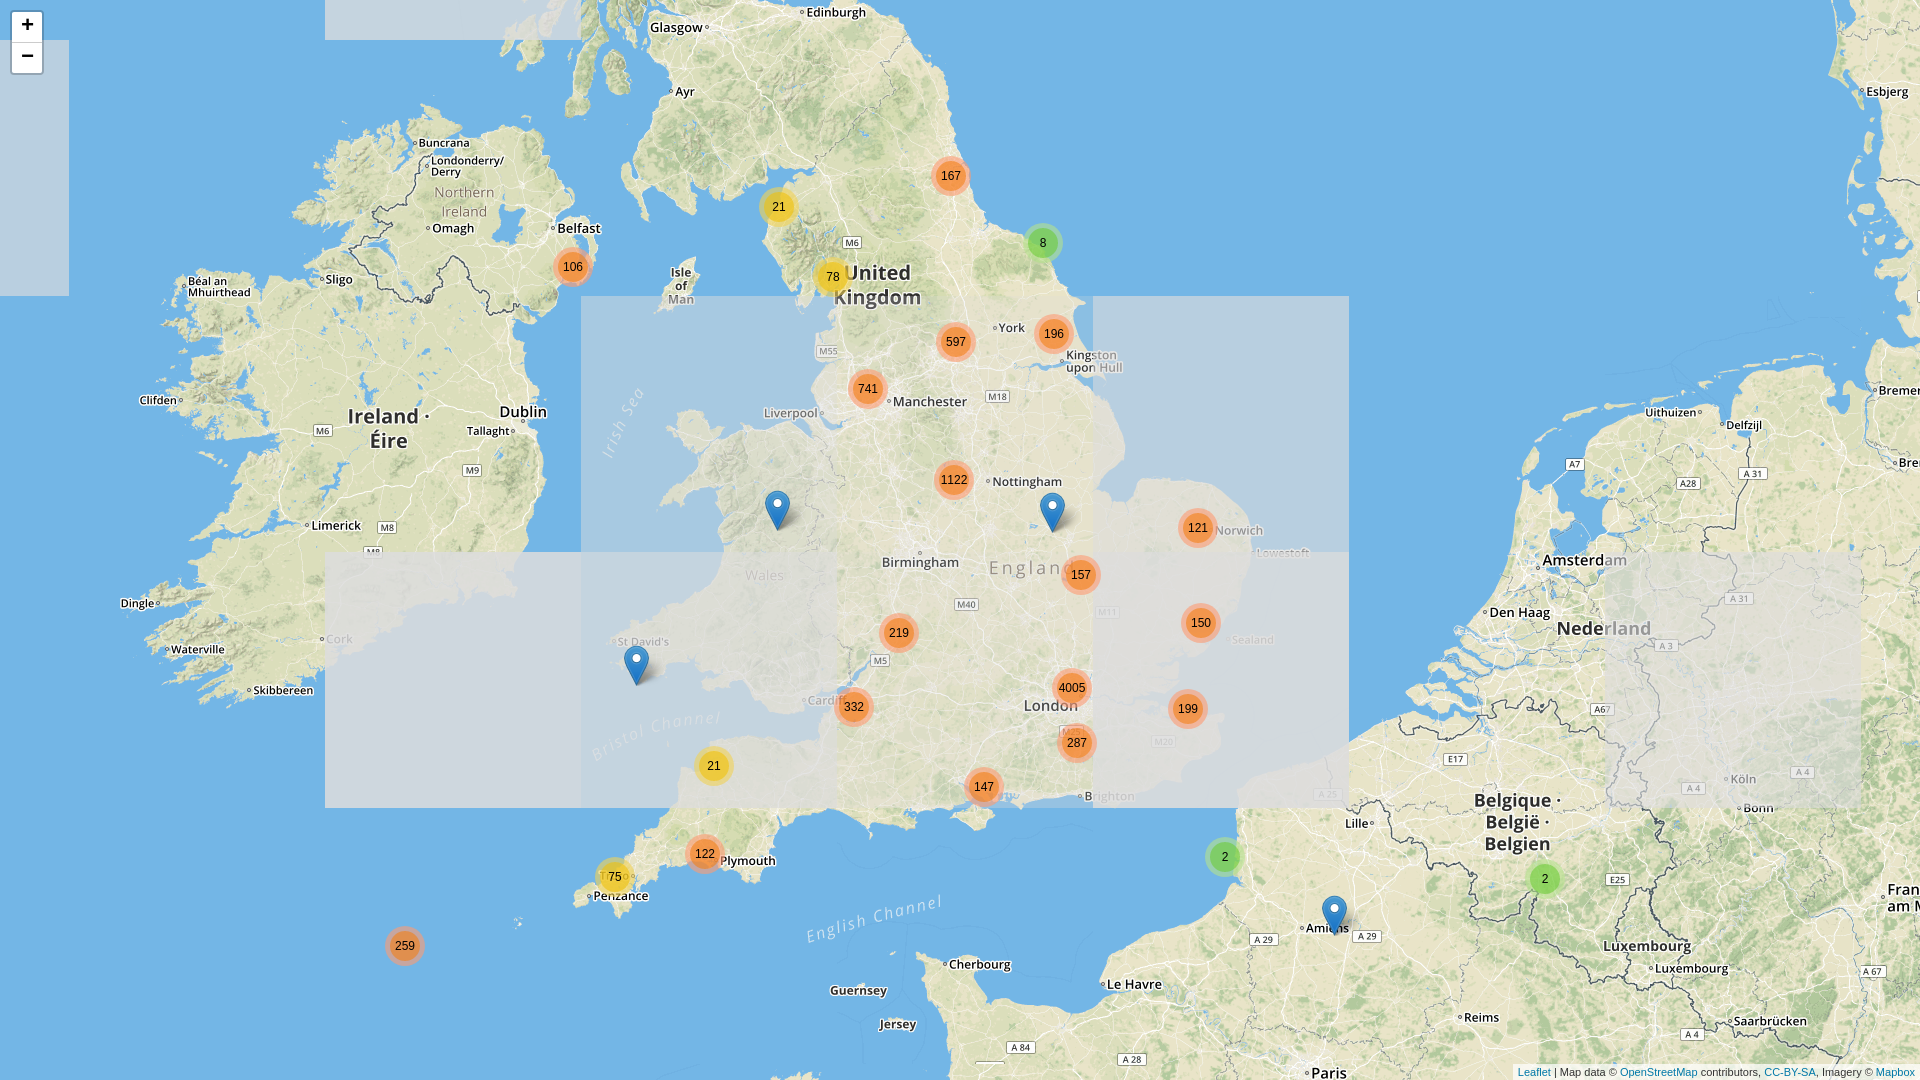 +
−
Edinburgh
Glasgow
Ayr
Esbjerg
Buncrana
Londonderry/
Derry
Northern
Ireland
Omagh
Belfast
Sligo
Béal an
Mhuirthead
106
167
21
8
M6
78
United
Kingdom
Isle
of
Man
York
196
597
Kingston
upon Hull
M55
741
Manchester
M18
Liverpool
Irish Sea
Clifden
Ireland ·
Éire
Dublin
Tallaght
M6
M9
Limerick
M8
M8
Dingle
Waterville
Cork
Skibbereen
1122
Nottingham
121
Norwich
Lowestoft
Birmingham
England
157
Wales
M40
M11
150
Sealand
219
St David's
M5
4005
London
199
Cardiff
332
287
M20
Bristol Channel
21
147
Brighton
A 25
122
Plymouth
75
Penzance
259
English Channel
2
2
Lille
Amiens
A 29
A 29
Cherbourg
Guernsey
Jersey
Le Havre
Reims
A 84
A 28
Paris
Uithuizen
Delfzijl
Bremer
Bre
A7
A 31
A28
Amsterdam
Den Haag
Nederland
A 31
A 3
A67
E17
Köln
A 4
A 4
Bonn
Belgique ·
België ·
Belgien
E25
Luxembourg
Luxembourg
Fran
am M
A 67
Saarbrücken
A 4
Leaflet | Map data © OpenStreetMap contributors, CC-BY-SA, Imagery © Mapbox